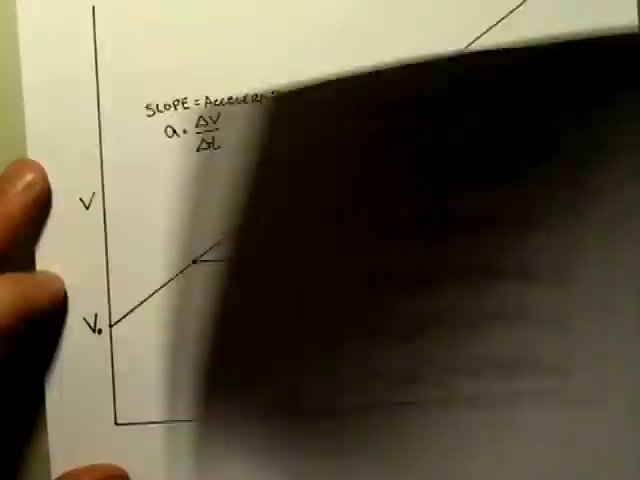 SLOPE =
a = ΔV
Δt
V
V₀